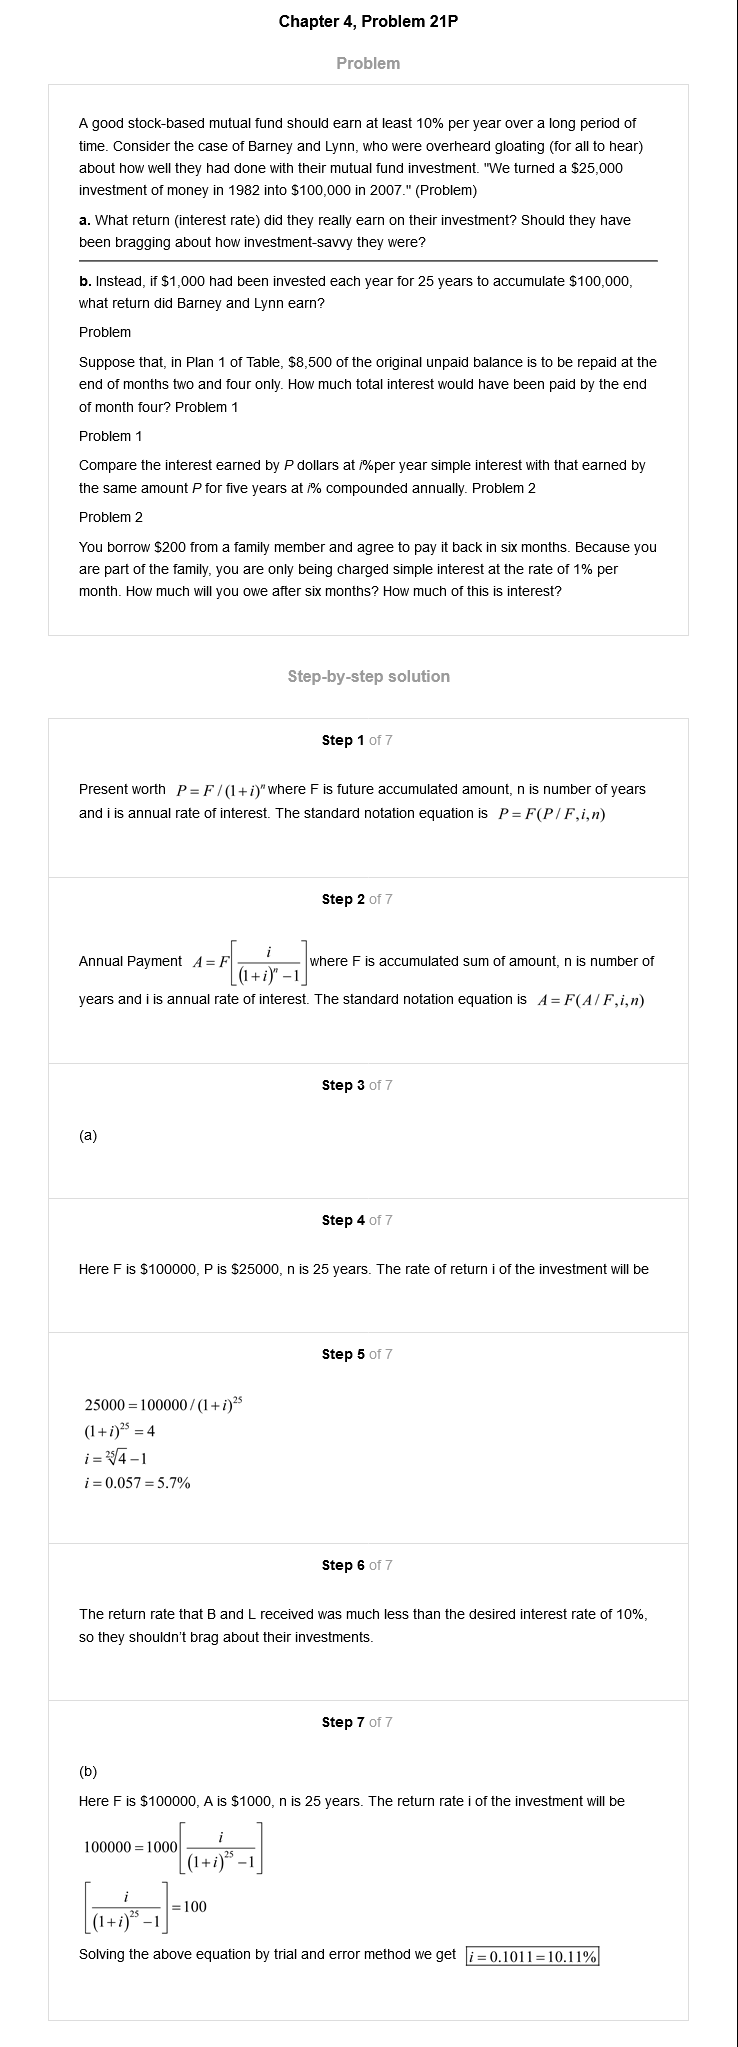 Chapter 4, Problem 21P
Problem
A good stock-based mutual fund should earn at least 10% per year over a long period of
time. Consider the case of Barney and Lynn, who were overheard gloating (for all to hear)
about how well they had done with their mutual fund investment. "We turned a $25,000
investment of money in 1982 into $100,000 in 2007." (Problem)
a. What return (interest rate) did they really earn on their investment? Should they have
been bragging about how investment-savvy they were?
b. Instead, if $1,000 had been invested each year for 25 years to accumulate $100,000,
what return did Barney and Lynn earn?
Problem
Suppose that, in Plan 1 of Table, $8,500 of the original unpaid balance is to be repaid at the
end of months two and four only. How much total interest would have been paid by the end
of month four? Problem 1
Problem 1
Compare the interest earned by P dollars at i%per year simple interest with that earned by
the same amount P for five years at i% compounded annually. Problem 2
Problem 2
You borrow $200 from a family member and agree to pay it back in six months. Because you
are part of the family, you are only being charged simple interest at the rate of 1% per
month. How much will you owe after six months? How much of this is interest?
Step-by-step solution
Step 1 of 7
Present worth P = F / (1+i)^n where F is future accumulated amount, n is number of years
and i is annual rate of interest. The standard notation equation is P = F(P/F,i,n)
Step 2 of 7
Annual Payment A = F[i / ((1+i)^n − 1)] where F is accumulated sum of amount, n is number of
years and i is annual rate of interest. The standard notation equation is A = F(A/F,i,n)
Step 3 of 7
(a)
Step 4 of 7
Here F is $100000, P is $25000, n is 25 years. The rate of return i of the investment will be
Step 5 of 7
25000 = 100000 / (1+i)^25
(1+i)^25 = 4
i = ²⁵√4 − 1
i = 0.057 = 5.7%
Step 6 of 7
The return rate that B and L received was much less than the desired interest rate of 10%,
so they shouldn't brag about their investments.
Step 7 of 7
(b)
Here F is $100000, A is $1000, n is 25 years. The return rate i of the investment will be
100000 = 1000[i / ((1+i)^25 − 1)]
[i / ((1+i)^25 − 1)] = 100
Solving the above equation by trial and error method we get i = 0.1011 = 10.11%